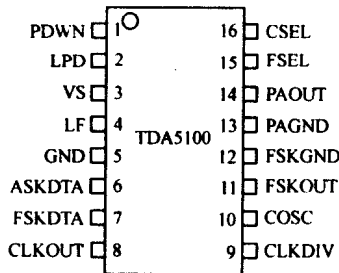 PDWN 1 16 CSEL
LPD 2 15 FSEL
VS 3 14 PAOUT
LF 4 13 PAGND
TDA5100
GND 5 12 FSKGND
ASKDTA 6 11 FSKOUT
FSKDTA 7 10 COSC
CLKOUT 8 9 CLKDIV